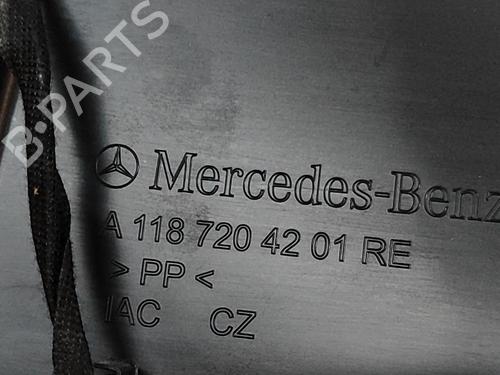 B-PARTS
Mercedes-Benz
A 118 720 42 01 RE
> PP <
IAC CZ